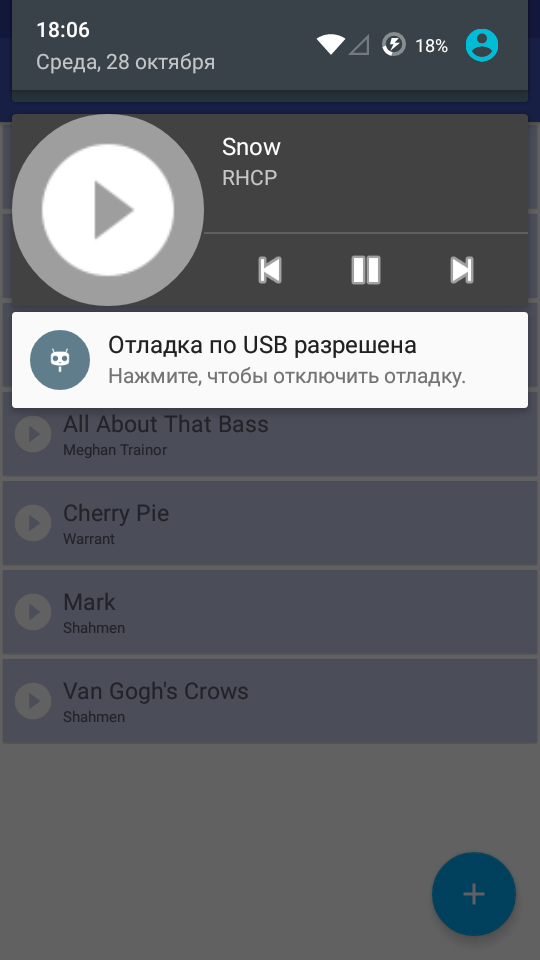 18:06
18%
Среда, 28 октября
Snow
RHCP
Отладка по USB разрешена
Нажмите, чтобы отключить отладку.
All About That Bass
Meghan Trainor
Cherry Pie
Warrant
Mark
Shahmen
Van Gogh's Crows
Shahmen